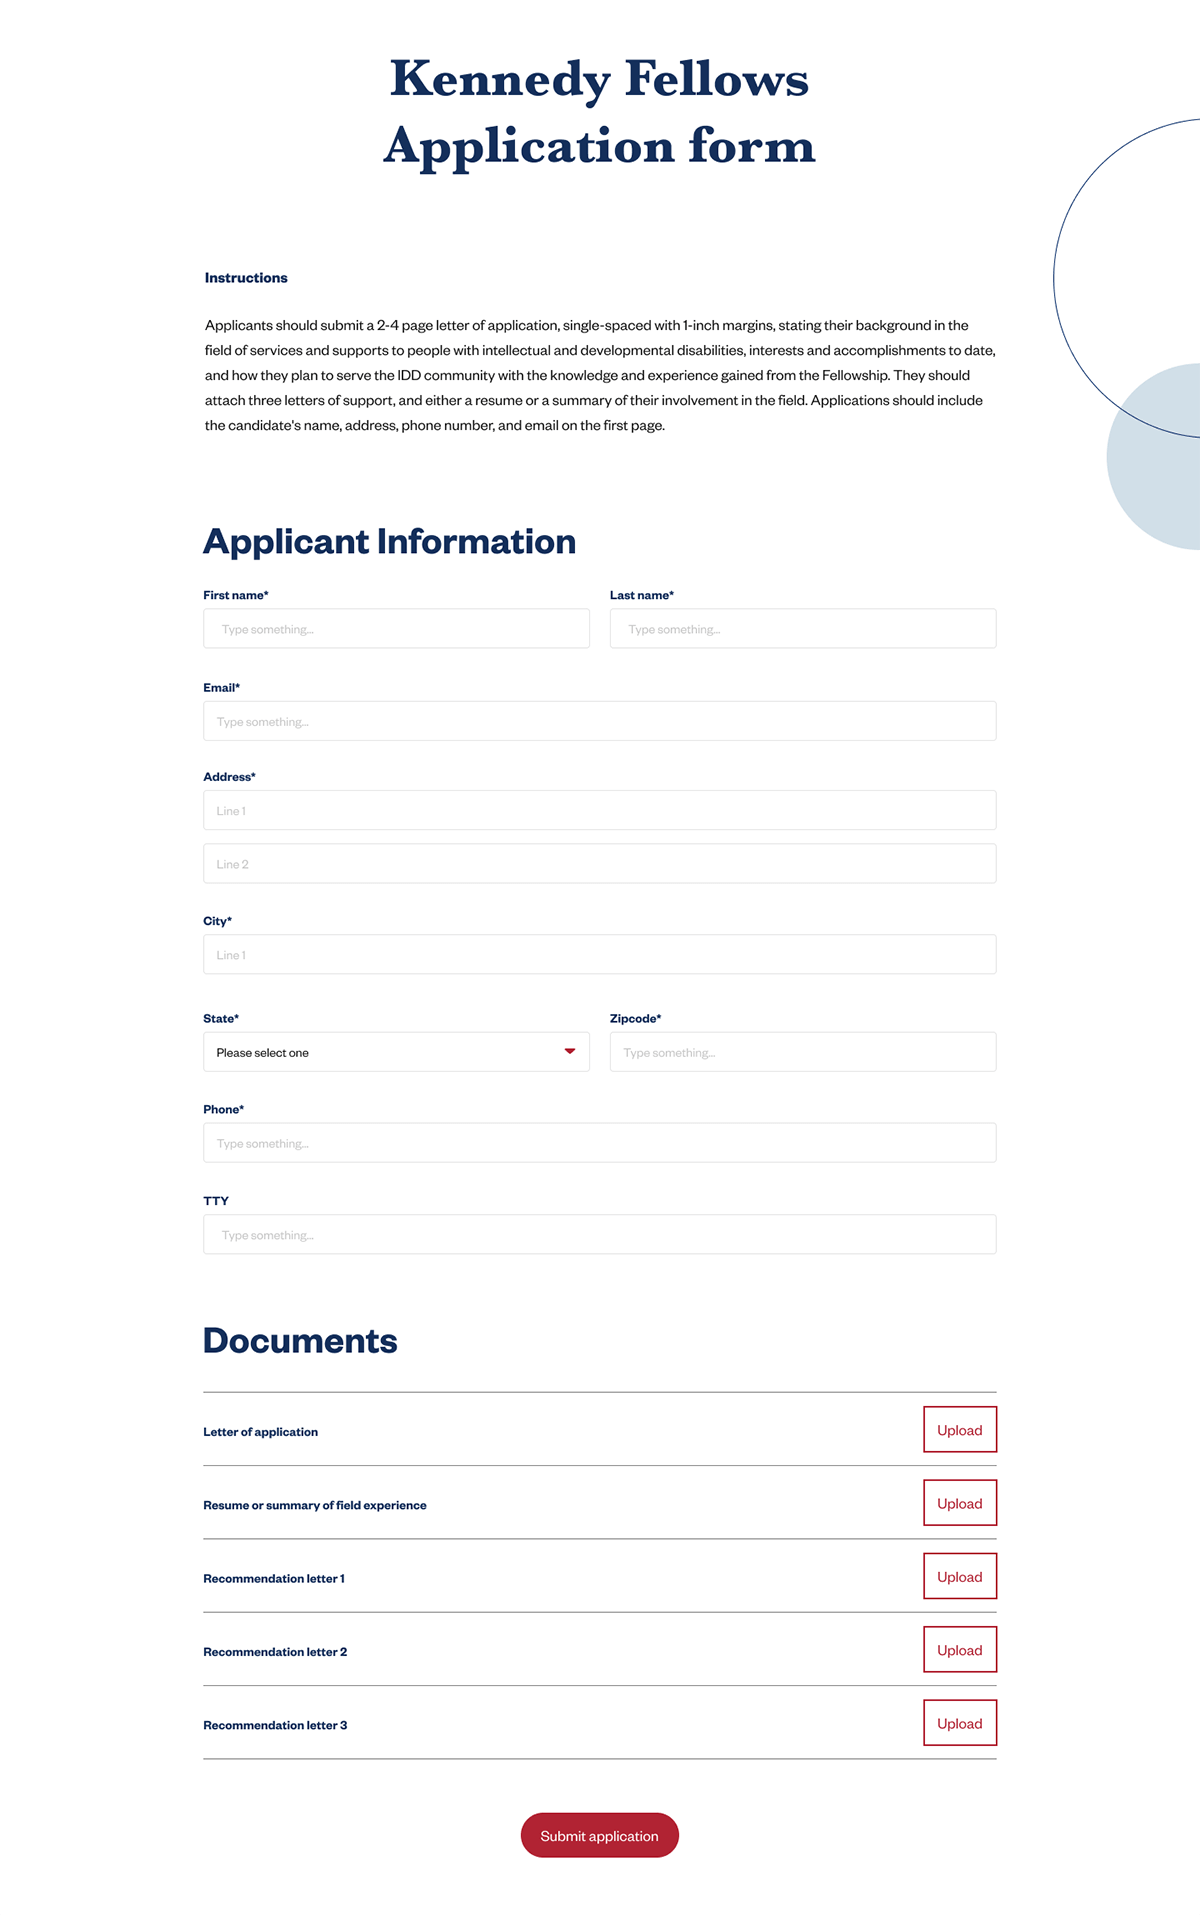 Kennedy Fellows
Application form
Instructions
Applicants should submit a 2-4 page letter of application, single-spaced with 1-inch margins, stating their background in the
field of services and supports to people with intellectual and developmental disabilities, interests and accomplishments to date,
and how they plan to serve the IDD community with the knowledge and experience gained from the Fellowship. They should
attach three letters of support, and either a resume or a summary of their involvement in the field. Applications should include
the candidate's name, address, phone number, and email on the first page.
Applicant Information
First name* Last name*
Type something... Type something...
Email*
Type something...
Address*
Line 1
Line 2
City*
Line 1
State* Zipcode*
Please select one Type something...
Phone*
Type something...
TTY
Type something...
Documents
Letter of application Upload
Resume or summary of field experience Upload
Recommendation letter 1 Upload
Recommendation letter 2 Upload
Recommendation letter 3 Upload
Submit application